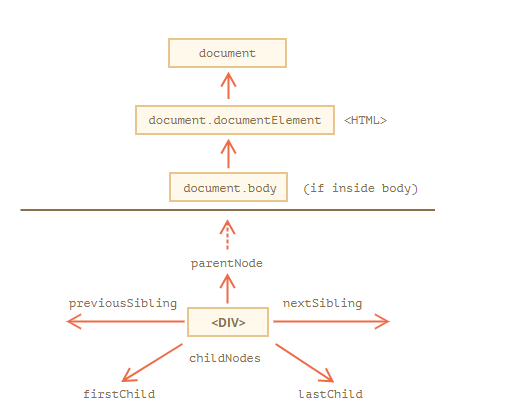 document
document.documentElement <HTML>
document.body (if inside body)
parentNode
previousSibling nextSibling
<DIV>
childNodes
firstChild lastChild